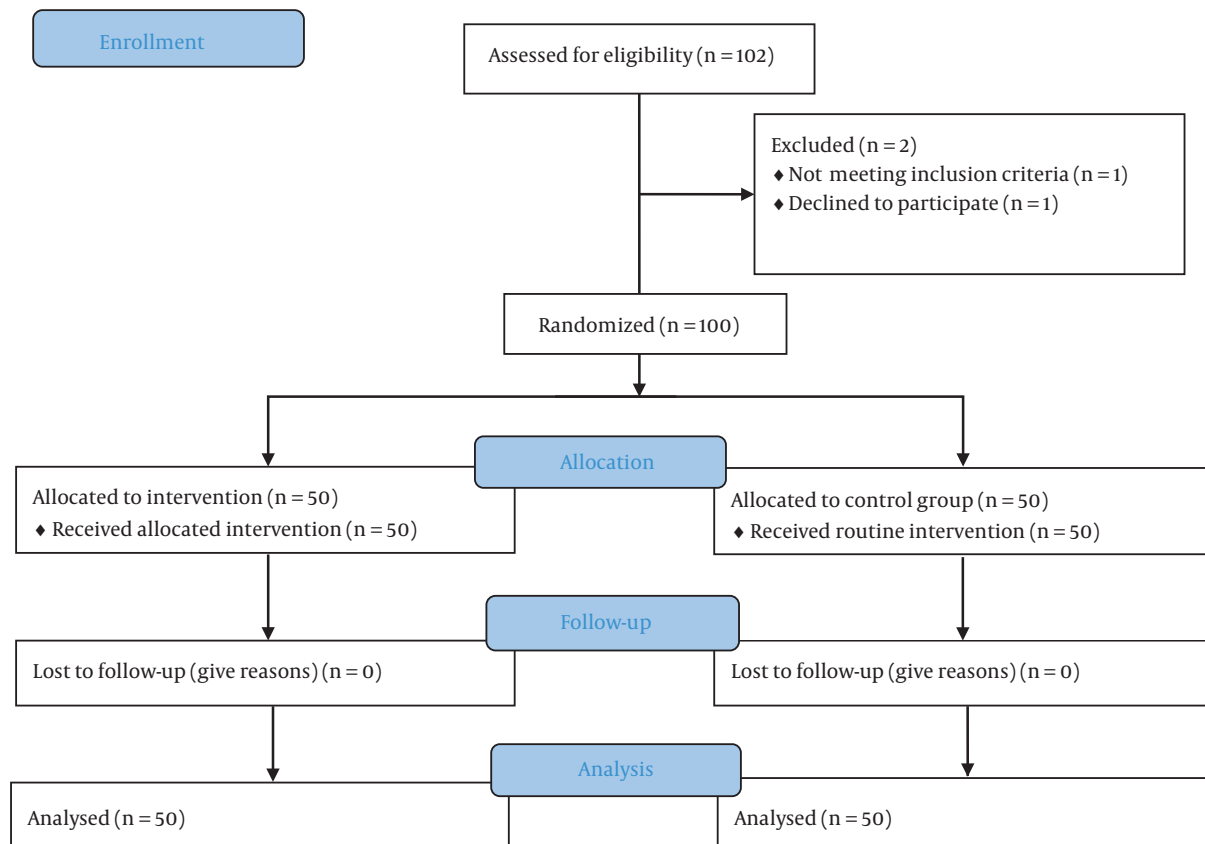 Enrollment
Assessed for eligibility (n = 102)
Excluded (n = 2)
♦ Not meeting inclusion criteria (n = 1)
♦ Declined to participate (n = 1)
Randomized (n = 100)
Allocation
Allocated to intervention (n = 50)
♦ Received allocated intervention (n = 50)
Allocated to control group (n = 50)
♦ Received routine intervention (n = 50)
Follow-up
Lost to follow-up (give reasons) (n = 0)
Lost to follow-up (give reasons) (n = 0)
Analysis
Analysed (n = 50)
Analysed (n = 50)